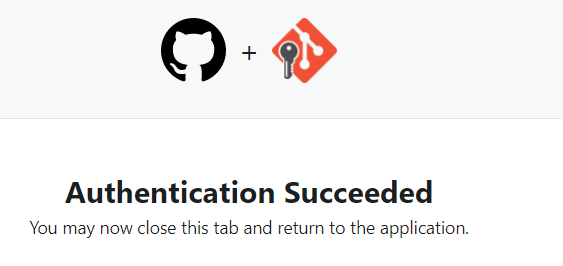 +
Authentication Succeeded
You may now close this tab and return to the application.